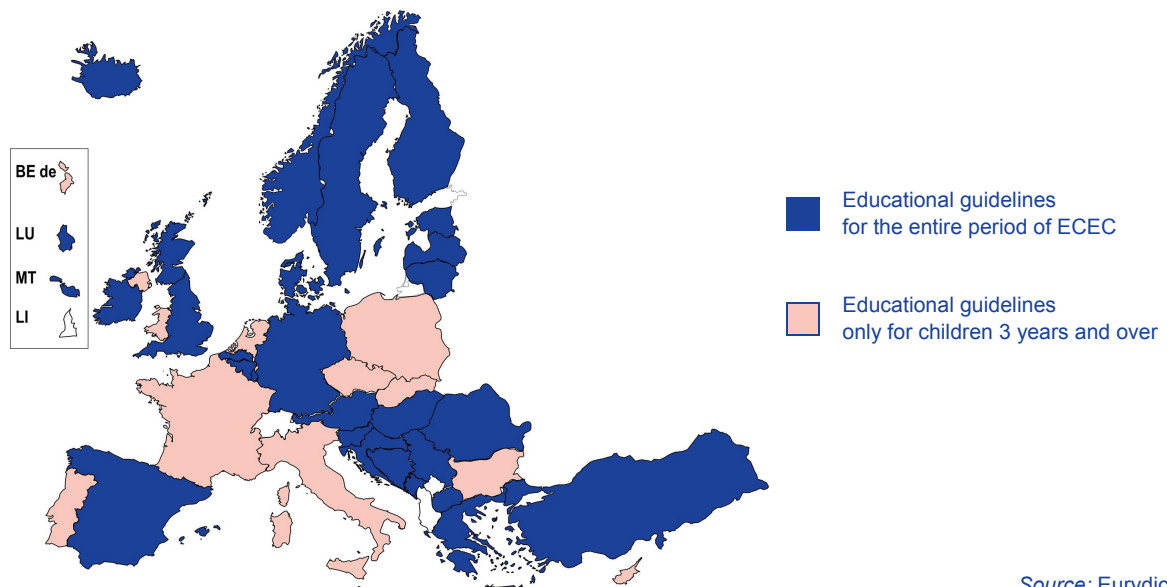 BE de
LU
MT
LI
Educational guidelines
for the entire period of ECEC
Educational guidelines
only for children 3 years and over
Source: Eurydic